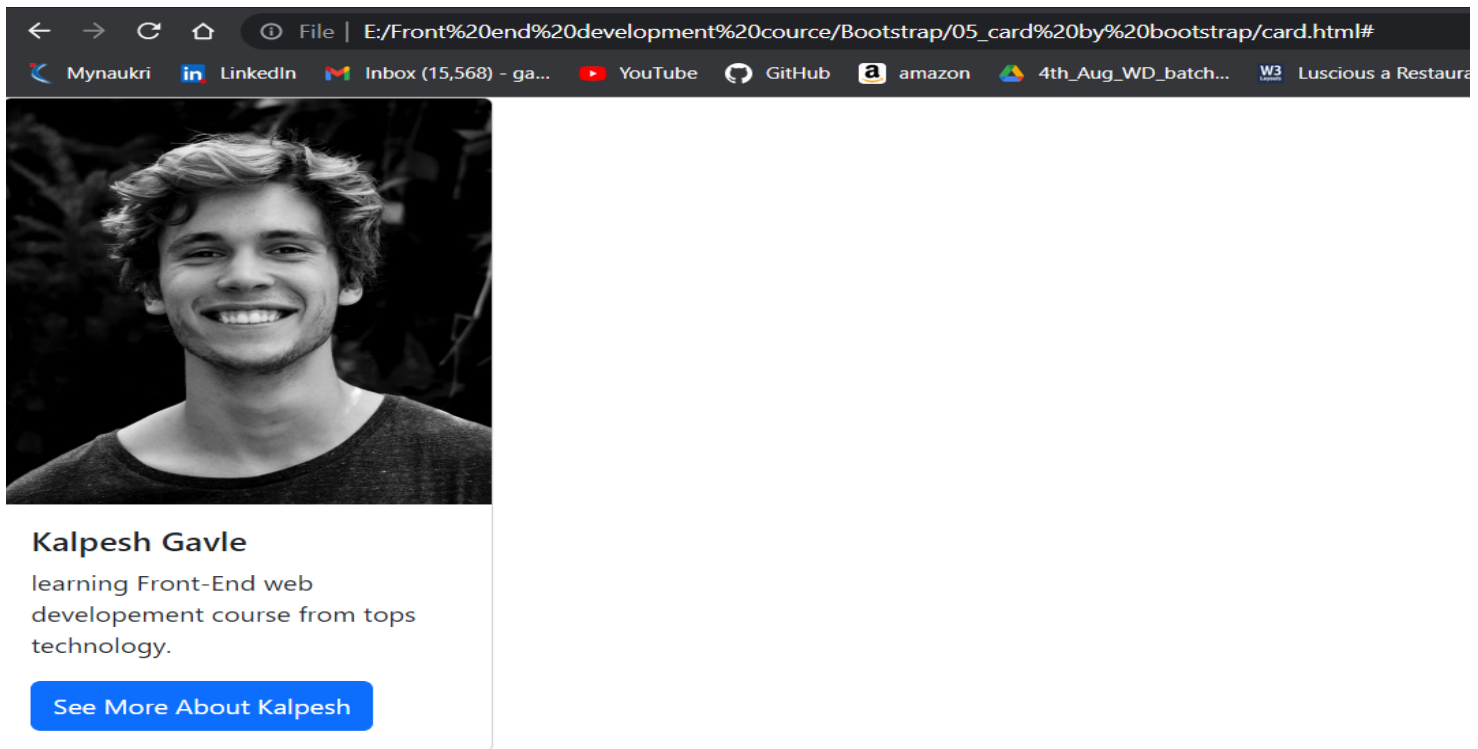 File | E:/Front%20end%20development%20cource/Bootstrap/05_card%20by%20bootstrap/card.html#
Mynaukri in LinkedIn M Inbox (15,568) - ga... YouTube GitHub a amazon 4th_Aug_WD_batch... W3 Luscious a Restaura
Kalpesh Gavle
learning Front-End web
developement course from tops
technology.
See More About Kalpesh